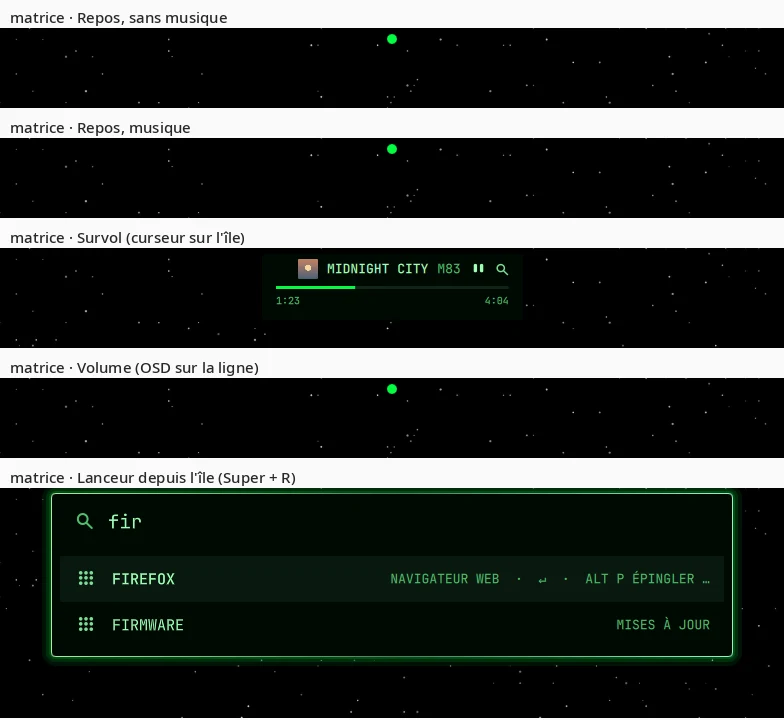 matrice · Repos, sans musique
matrice · Repos, musique
matrice · Survol (curseur sur l'île)
MIDNIGHT CITY M83
1:23 4:04
matrice · Volume (OSD sur la ligne)
matrice · Lanceur depuis l'île (Super + R)
fir
FIREFOX NAVIGATEUR WEB · ↵ · ALT P ÉPINGLER …
FIRMWARE MISES À JOUR